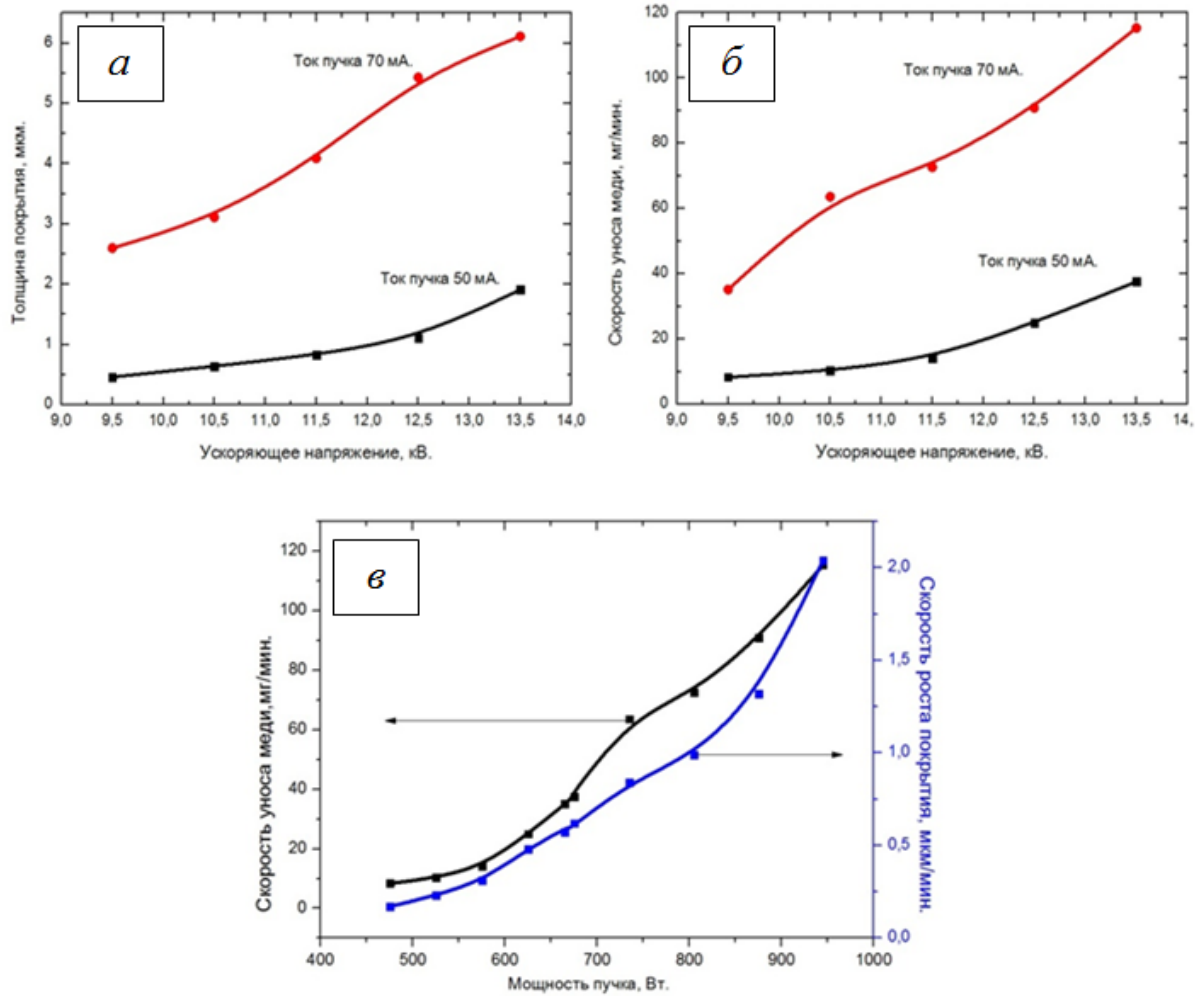 а
Ток пучка 70 мА.
Ток пучка 50 мА.
Толщина покрытия, мкм.
6
5
4
3
2
1
0
9,0 9,5 10,0 10,5 11,0 11,5 12,0 12,5 13,0 13,5 14,0
Ускоряющее напряжение, кВ.
б
Ток пучка 70 мА.
Ток пучка 50 мА.
Скорость уноса меди, мг/мин.
120
100
80
60
40
20
0
9,0 9,5 10,0 10,5 11,0 11,5 12,0 12,5 13,0 13,5 14,
Ускоряющее напряжение, кВ.
в
Скорость уноса меди,мг/мин.
120
100
80
60
40
20
0
400 500 600 700 800 900 1000
Мощность пучка, Вт.
2,0
1,5
1,0
0,5
0,0
Скорость роста покрытия, мкм/мин.